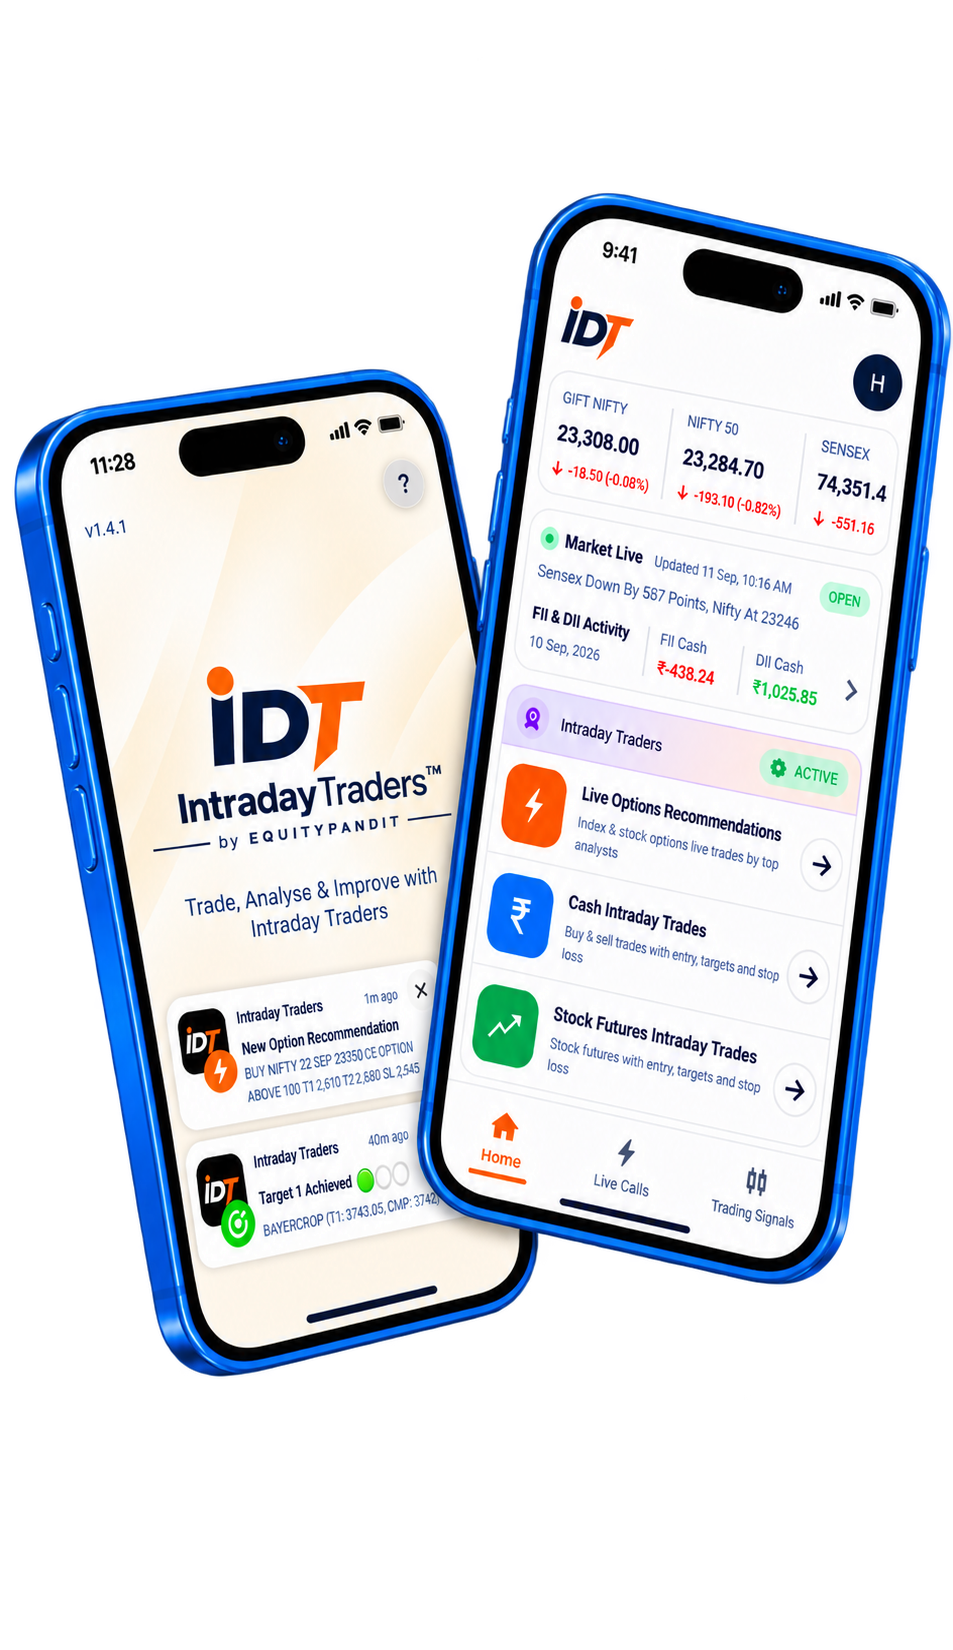 11:28
?
v1.4.1
iDT
IntradayTraders™
by EQUITYPANDIT
Trade, Analyse & Improve with
Intraday Traders
iDT
Intraday Traders
1m ago
New Option Recommendation
BUY NIFTY 22 SEP 23350 CE OPTION
ABOVE 100 T1 2,610 T2 2,680 SL 2,545
iDT
Intraday Traders
40m ago
Target 1 Achieved
BAYERCROP (T1: 3743.05, CMP: 3742)
9:41
iDT
H
GIFT NIFTY
23,308.00
-18.50 (-0.08%)
NIFTY 50
23,284.70
-193.10 (-0.82%)
SENSEX
74,351.4
-551.16
Market Live
Updated 11 Sep, 10:16 AM
OPEN
Sensex Down By 587 Points, Nifty At 23246
FII & DII Activity
10 Sep, 2026
FII Cash
₹-438.24
DII Cash
₹1,025.85
Intraday Traders
ACTIVE
Live Options Recommendations
Index & stock options live trades by top
analysts
₹
Cash Intraday Trades
Buy & sell trades with entry, targets and stop
loss
Stock Futures Intraday Trades
Stock futures with entry, targets and stop
loss
Home
Live Calls
Trading Signals